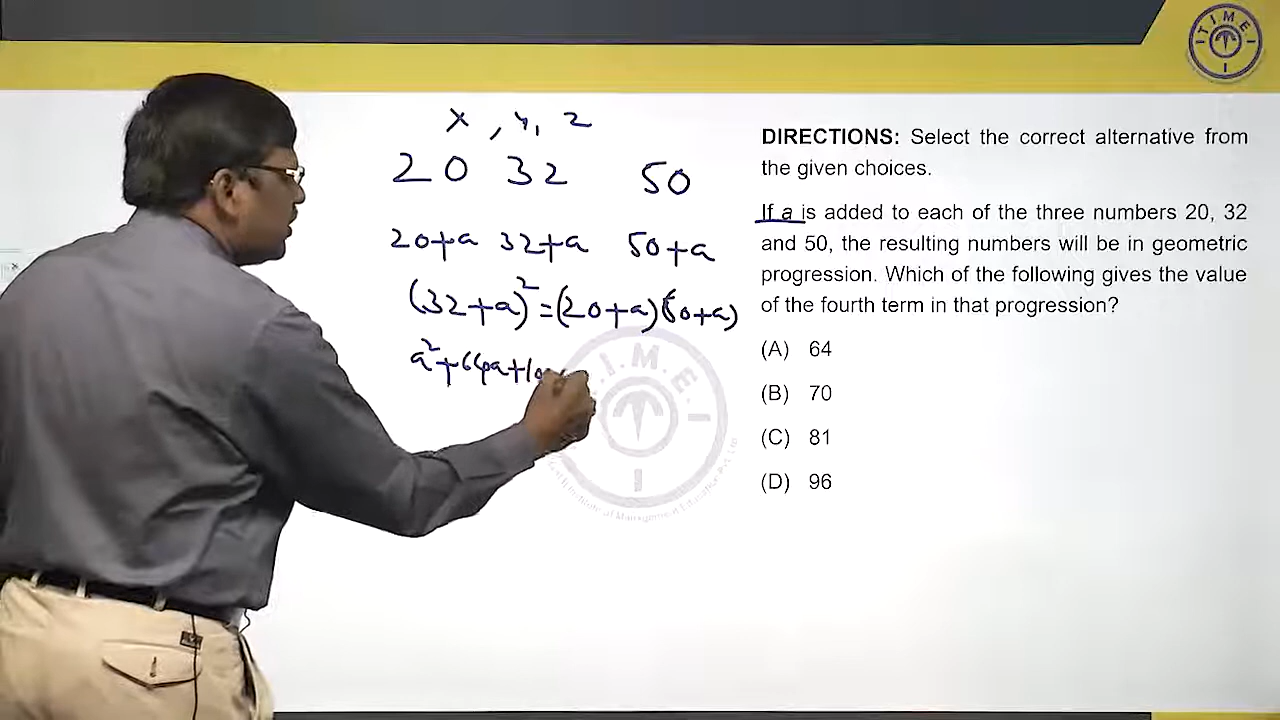 T.I.M.E.
x, y, z
20 32 50
20+a 32+a 50+a
(32+a)² = (20+a)(50+a)
a²+64a+10
T.I.M.E.
DIRECTIONS: Select the correct alternative from
the given choices.
If a is added to each of the three numbers 20, 32
and 50, the resulting numbers will be in geometric
progression. Which of the following gives the value
of the fourth term in that progression?
(A) 64
(B) 70
(C) 81
(D) 96